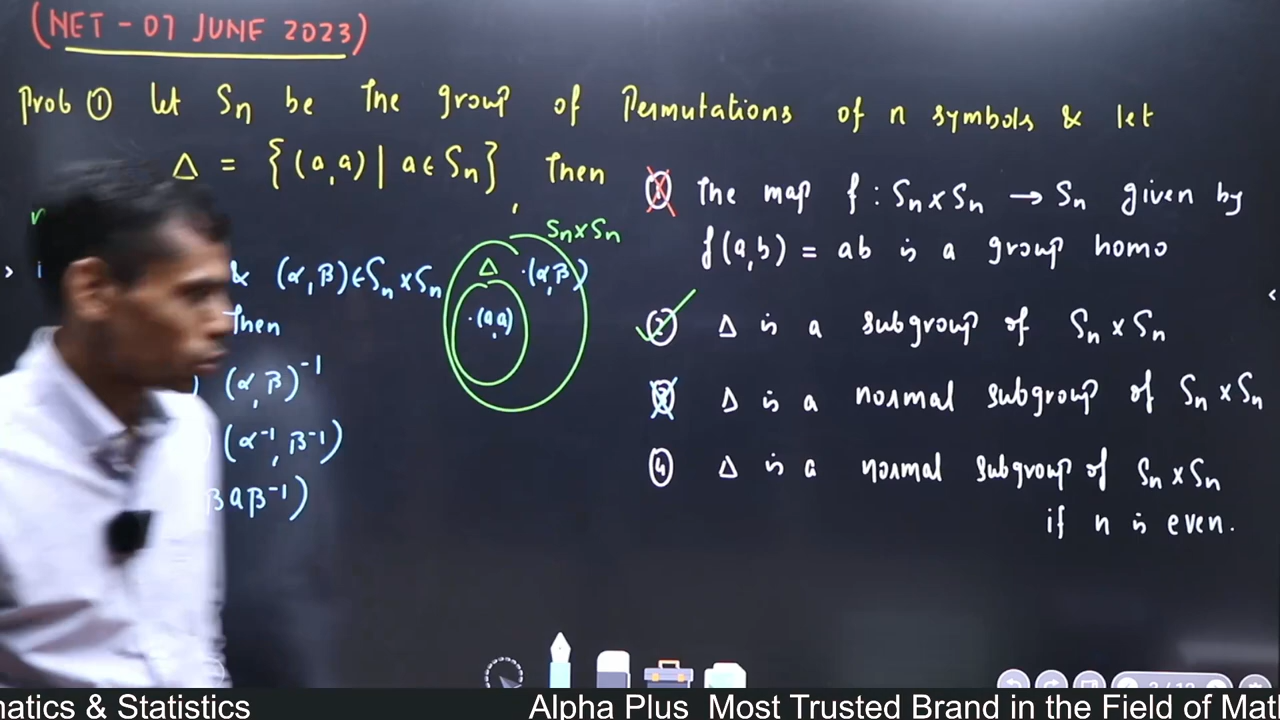 (NET - 07 JUNE 2023)
Prob ① Let Sn be the group of Permutations of n symbols & let
Δ = {(a,a) | a ∈ Sn}, Then
& (α,β) ∈ Sn × Sn
Then
(α,β)⁻¹
(α⁻¹, β⁻¹)
βaβ⁻¹)
Sn × Sn
Δ ·(α,β)
·(a,a)
① The map f : Sn × Sn → Sn given by
f(a,b) = ab is a group homo
② Δ is a subgroup of Sn × Sn
③ Δ is a normal subgroup of Sn × Sn
④ Δ is a normal subgroup of Sn × Sn
if n is even.
natics & Statistics Alpha Plus Most Trusted Brand in the Field of Mat